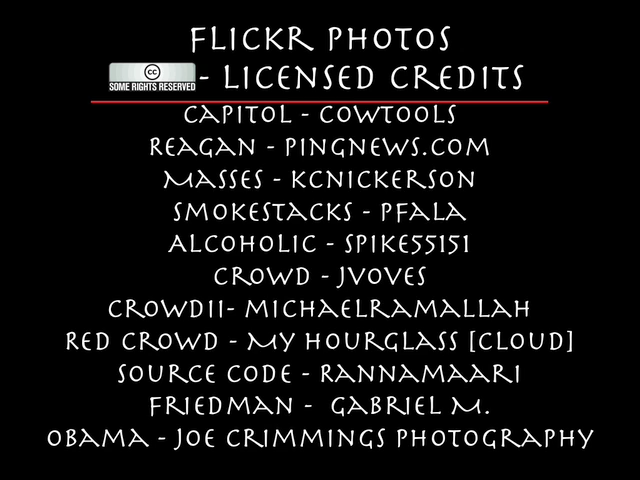 FLICKR PHOTOS
cc SOME RIGHTS RESERVED - LICENSED CREDITS
CAPITOL - COWTOOLS
REAGAN - PINGNEWS.COM
MASSES - KCNICKERSON
SMOKESTACKS - PFALA
ALCOHOLIC - SPIKE55151
CROWD - JVOVES
CROWDII- MICHAELRAMALLAH
RED CROWD - MY HOURGLASS [CLOUD]
SOURCE CODE - RANNAMAARI
FRIEDMAN - GABRIEL M.
OBAMA - JOE CRIMMINGS PHOTOGRAPHY